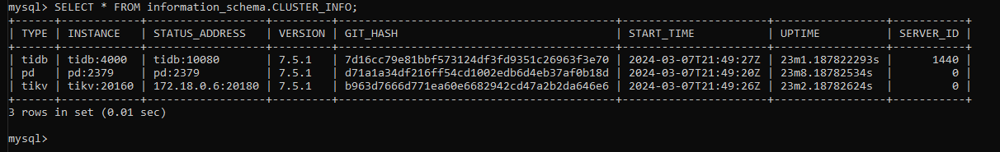 mysql> SELECT * FROM information_schema.CLUSTER_INFO;
+------+------------+------------------+---------+------------------------------------------+----------------------+-----------------+-----------+
| TYPE | INSTANCE   | STATUS_ADDRESS   | VERSION | GIT_HASH                                 | START_TIME           | UPTIME          | SERVER_ID |
+------+------------+------------------+---------+------------------------------------------+----------------------+-----------------+-----------+
| tidb | tidb:4000  | tidb:10080       | 7.5.1   | 7d16cc79e81bbf573124df3fd9351c26963f3e70 | 2024-03-07T21:49:27Z | 23m1.187822293s |      1440 |
| pd   | pd:2379    | pd:2379          | 7.5.1   | d71a1a34df216ff54cd1002edb6d4eb37af0b18d | 2024-03-07T21:49:20Z | 23m8.18782534s  |         0 |
| tikv | tikv:20160 | 172.18.0.6:20180 | 7.5.1   | b963d7666d771ea60e6682942cd47a2b2da646e6 | 2024-03-07T21:49:26Z | 23m2.18782624s  |         0 |
+------+------------+------------------+---------+------------------------------------------+----------------------+-----------------+-----------+
3 rows in set (0.01 sec)
mysql>